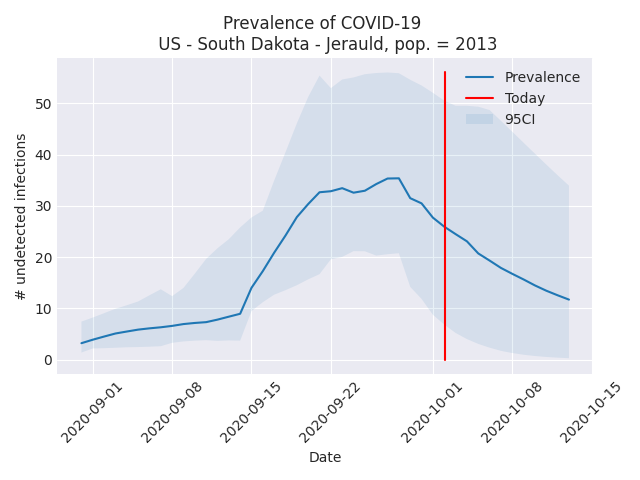 Prevalence of COVID-19
US - South Dakota - Jerauld, pop. = 2013
Prevalence
Today
95CI
# undetected infections
50
40
30
20
10
0
2020-09-01
2020-09-08
2020-09-15
2020-09-22
2020-10-01
2020-10-08
2020-10-15
Date